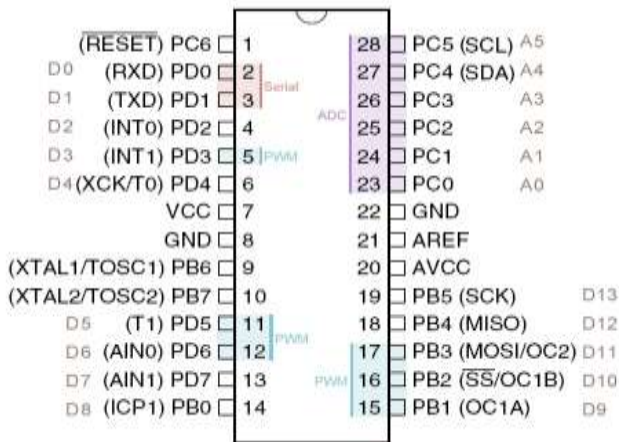 (RESET) PC6 1 28 PC5 (SCL) A5
D0 (RXD) PD0 2 27 PC4 (SDA) A4
Serial
D1 (TXD) PD1 3 26 PC3 A3
ADC
D2 (INT0) PD2 4 25 PC2 A2
D3 (INT1) PD3 5 PWM 24 PC1 A1
D4 (XCK/T0) PD4 6 23 PC0 A0
VCC 7 22 GND
GND 8 21 AREF
(XTAL1/TOSC1) PB6 9 20 AVCC
(XTAL2/TOSC2) PB7 10 19 PB5 (SCK) D13
D5 (T1) PD5 11 18 PB4 (MISO) D12
PWM
D6 (AIN0) PD6 12 17 PB3 (MOSI/OC2) D11
D7 (AIN1) PD7 13 PWM 16 PB2 (SS/OC1B) D10
D8 (ICP1) PB0 14 15 PB1 (OC1A) D9